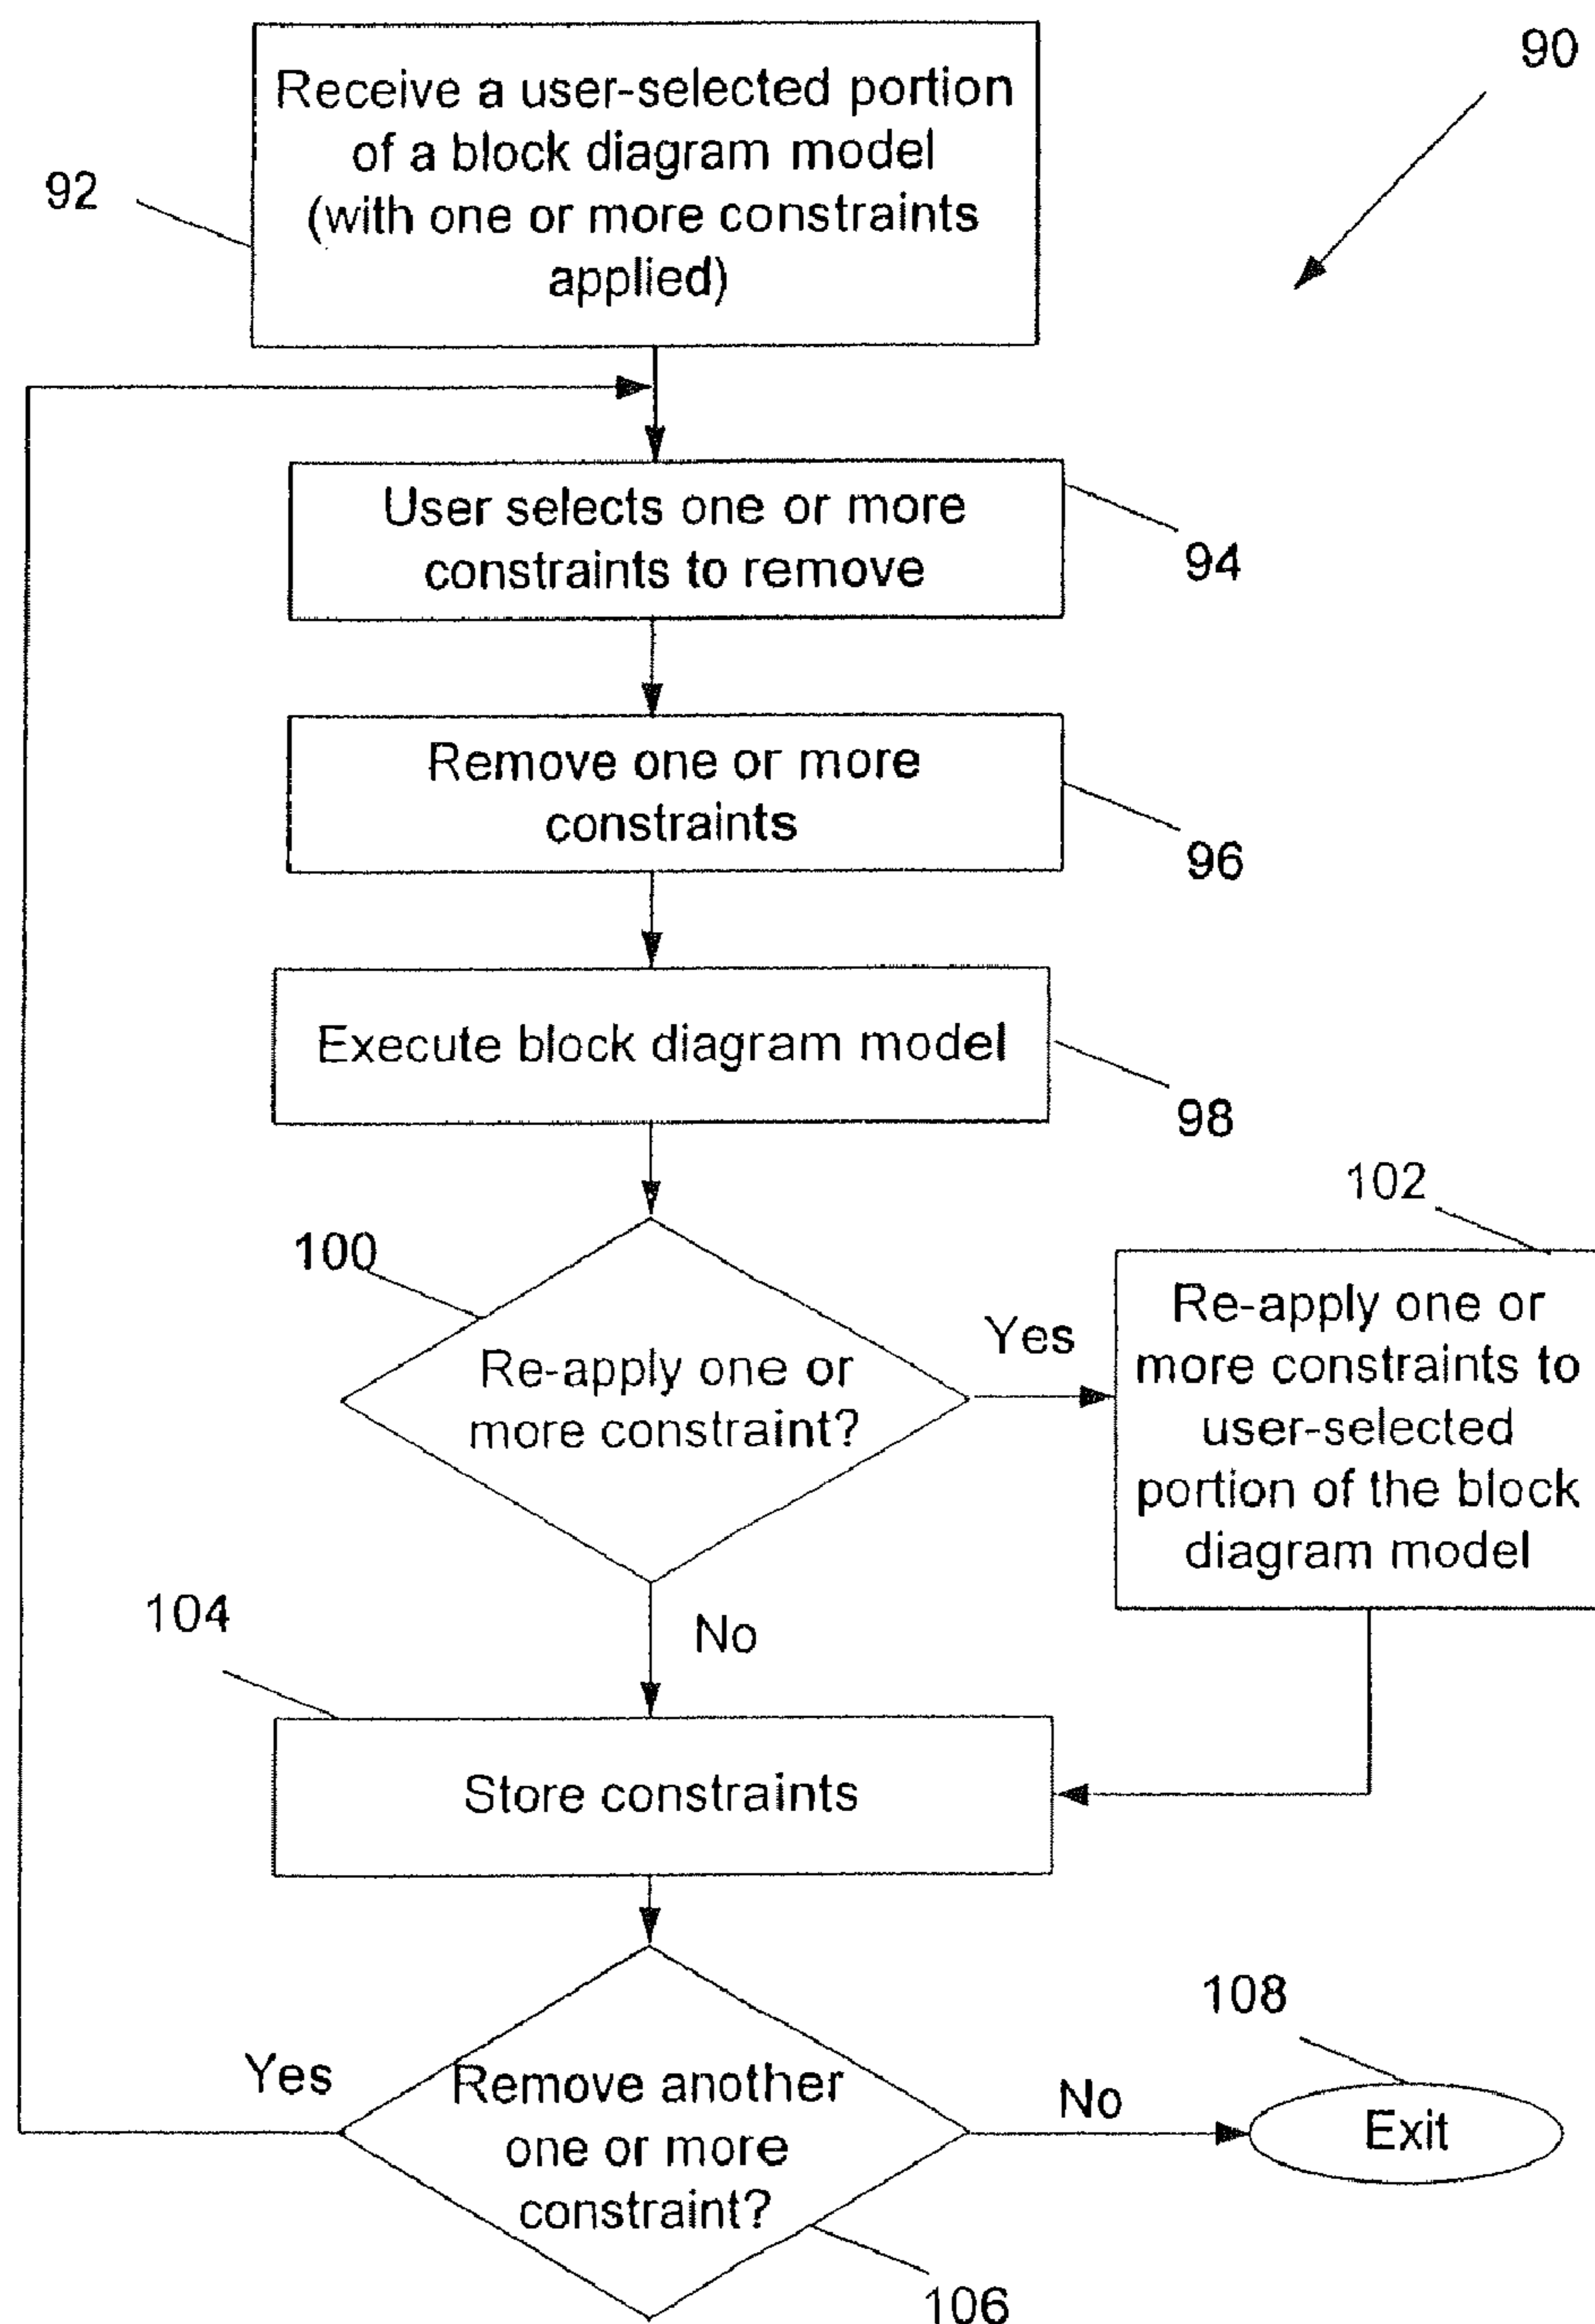 90
Receive a user-selected portion
of a block diagram model
(with one or more constraints
applied)
92
User selects one or more
constraints to remove
94
Remove one or more
constraints
96
Execute block diagram model
98
100
Re-apply one or
more constraint?
Yes
102
Re-apply one or
more constraints to
user-selected
portion of the block
diagram model
No
104
Store constraints
Yes
Remove another
one or more
constraint?
No
108
Exit
106